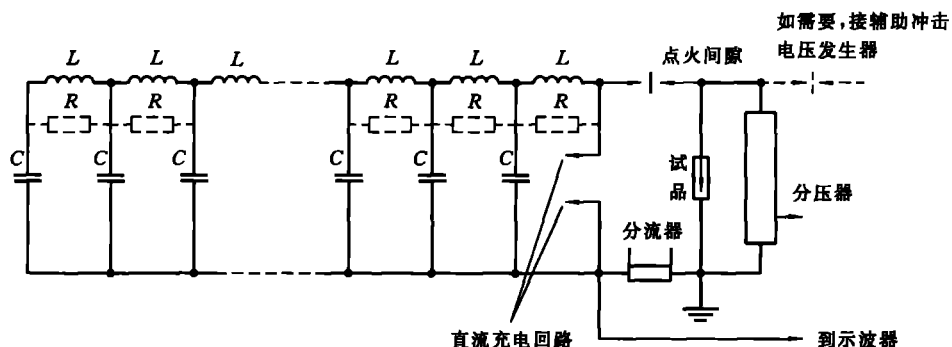 如需要，接辅助冲击
电压发生器
L L L L L L
点火间隙
R R R R R
C C C C C C
试
品
分压器
分流器
直流充电回路
到示波器